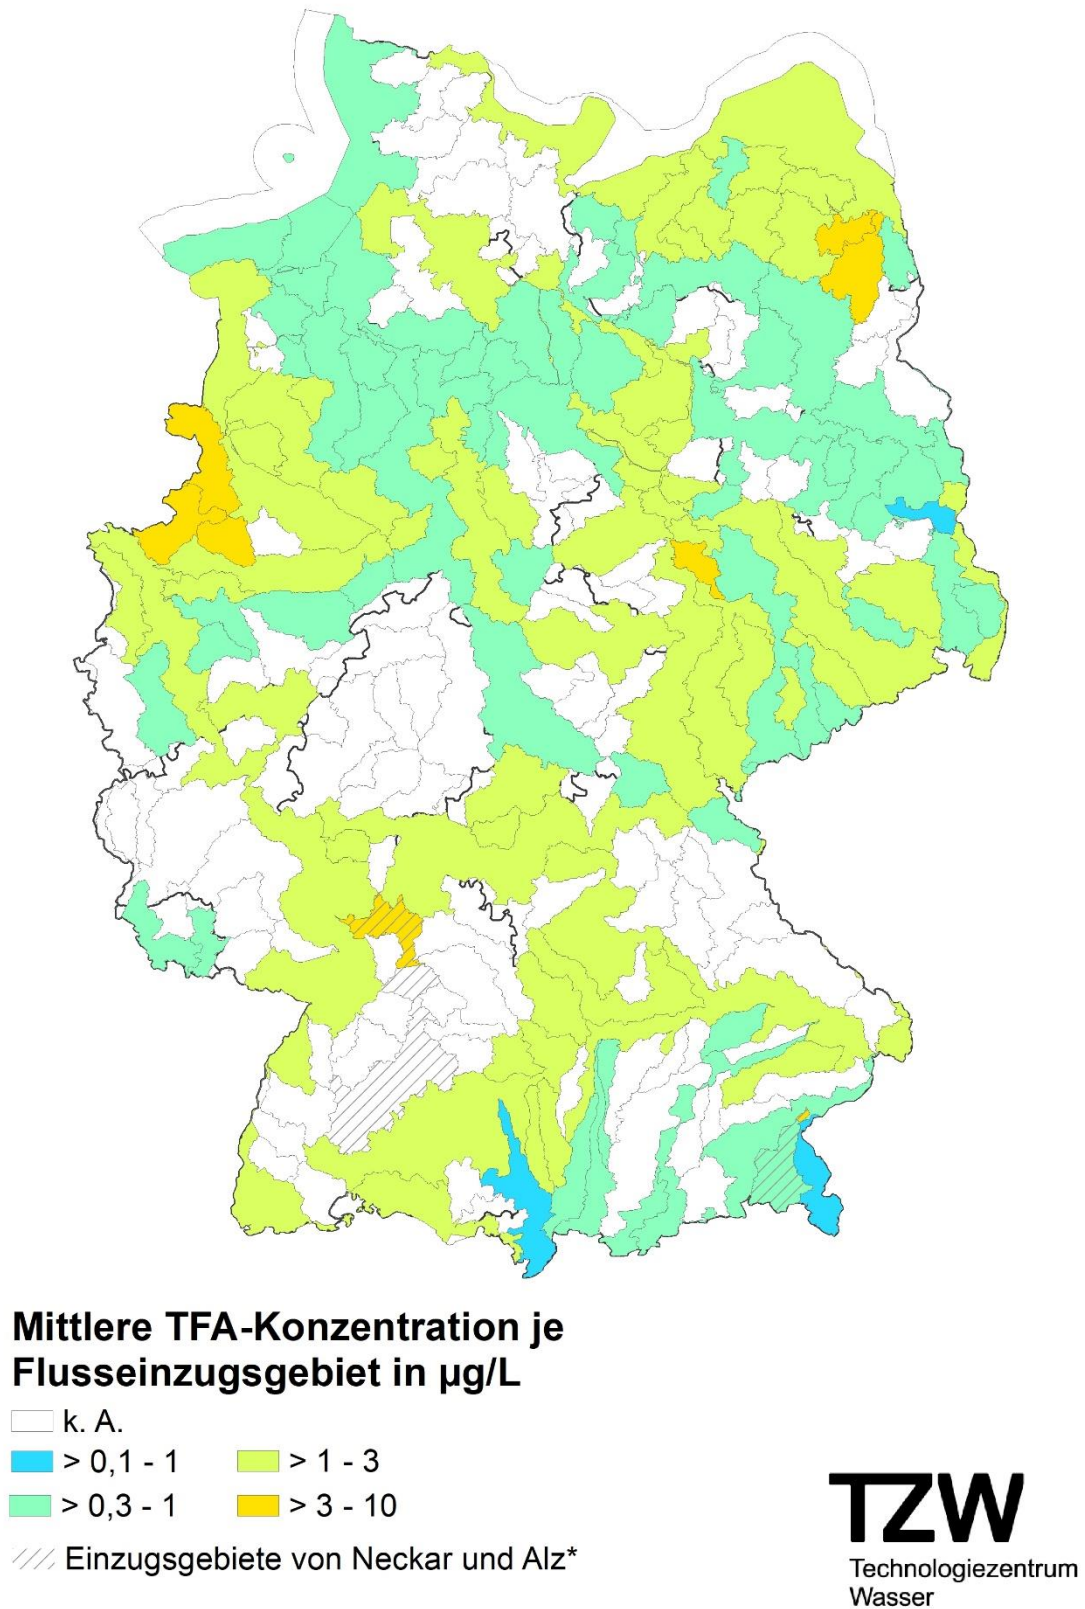 Mittlere TFA-Konzentration je
Flusseinzugsgebiet in µg/L
k. A.
> 0,1 - 1
> 1 - 3
> 0,3 - 1
> 3 - 10
Einzugsgebiete von Neckar und Alz*
TZW
Technologiezentrum
Wasser